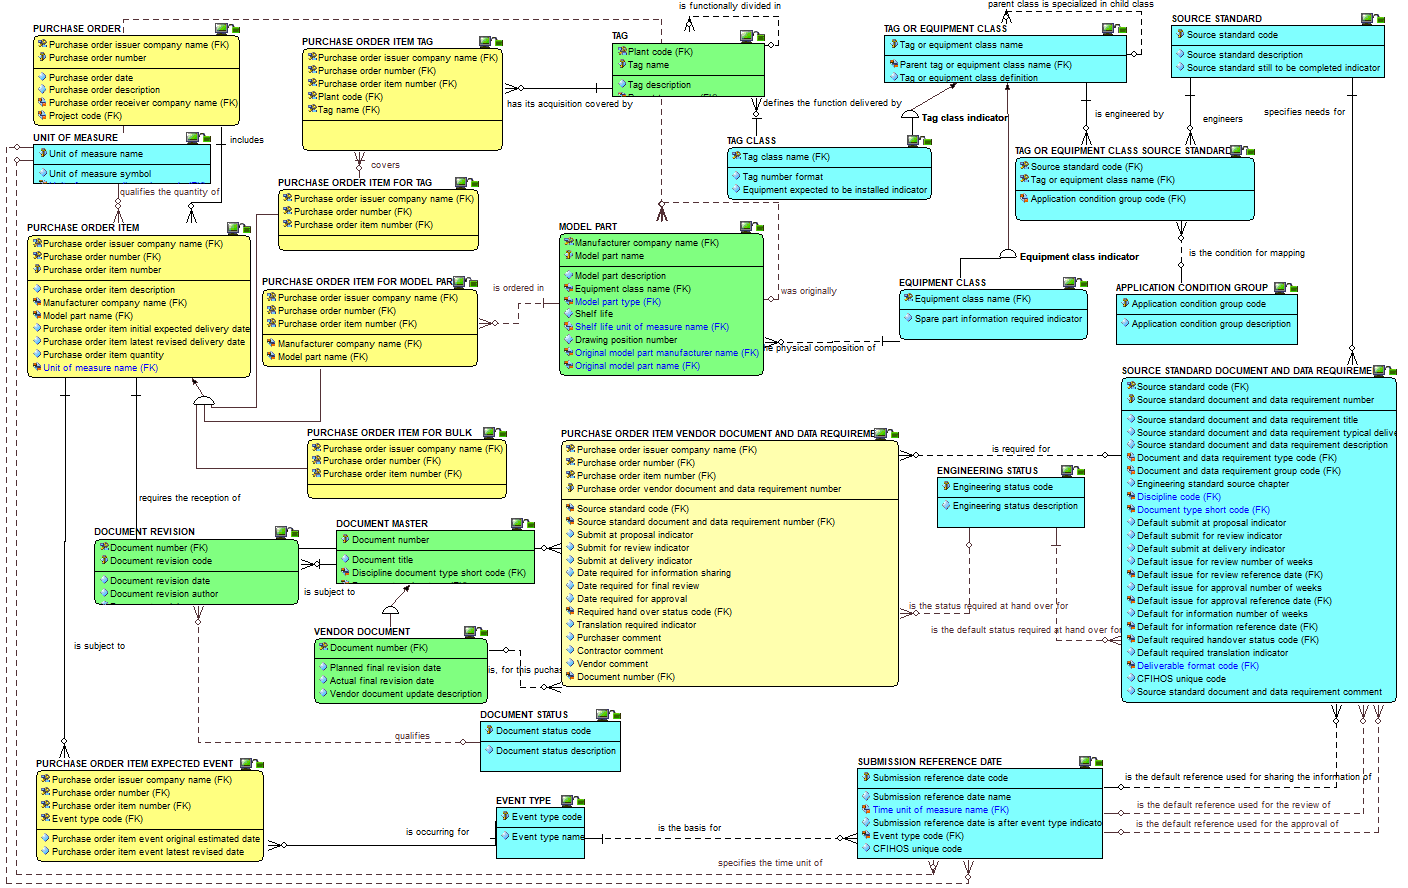 is functionally divided in
parent class is specialized in child class
PURCHASE ORDER
Purchase order issuer company name (FK)
Purchase order number
Purchase order date
Purchase order description
Purchase order receiver company name (FK)
Project code (FK)
PURCHASE ORDER ITEM TAG
Purchase order issuer company name (FK)
Purchase order number (FK)
Purchase order item number (FK)
Plant code (FK)
Tag name (FK)
TAG
Plant code (FK)
Tag name
Tag description
TAG OR EQUIPMENT CLASS
Tag or equipment class name
Parent tag or equipment class name (FK)
Tag or equipment class definition
SOURCE STANDARD
Source standard code
Source standard description
Source standard still to be completed indicator
has its acquisition covered by
defines the function delivered by
Tag class indicator
is engineered by
engineers
specifies needs for
UNIT OF MEASURE
Unit of measure name
Unit of measure symbol
includes
qualifies the quantity of
covers
TAG CLASS
Tag class name (FK)
Tag number format
Equipment expected to be installed indicator
TAG OR EQUIPMENT CLASS SOURCE STANDARD
Source standard code (FK)
Tag or equipment class name (FK)
Application condition group code (FK)
PURCHASE ORDER ITEM FOR TAG
Purchase order issuer company name (FK)
Purchase order number (FK)
Purchase order item number (FK)
PURCHASE ORDER ITEM
Purchase order issuer company name (FK)
Purchase order number (FK)
Purchase order item number
Purchase order item description
Manufacturer company name (FK)
Model part name (FK)
Purchase order item initial expected delivery date
Purchase order item latest revised delivery date
Purchase order item quantity
Unit of measure name (FK)
MODEL PART
Manufacturer company name (FK)
Model part name
Model part description
Equipment class name (FK)
Model part type (FK)
Shelf life
Shelf life unit of measure name (FK)
Drawing position number
Original model part manufacturer name (FK)
Original model part name (FK)
is the condition for mapping
Equipment class indicator
PURCHASE ORDER ITEM FOR MODEL PAR
Purchase order issuer company name (FK)
Purchase order number (FK)
Purchase order item number (FK)
Manufacturer company name (FK)
Model part name (FK)
is ordered in
was originally
he physical composition of
EQUIPMENT CLASS
Equipment class name (FK)
Spare part information required indicator
APPLICATION CONDITION GROUP
Application condition group code
Application condition group description
SOURCE STANDARD DOCUMENT AND DATA REQUIREME
Source standard code (FK)
Source standard document and data requirement number
Source standard document and data requirement title
Source standard document and data requirement typical delive
Source standard document and data requirement description
Document and data requirement type code (FK)
Document and data requirement group code (FK)
Engineering standard source chapter
Discipline code (FK)
Document type short code (FK)
Default submit at proposal indicator
Default submit for review indicator
Default submit at delivery indicator
Default issue for review number of weeks
Default issue for review reference date (FK)
Default issue for approval number of weeks
Default issue for approval reference date (FK)
Default for information number of weeks
Default for information reference date (FK)
Default required handover status code (FK)
Default required translation indicator
Deliverable format code (FK)
CFIHOS unique code
Source standard document and data requirement comment
PURCHASE ORDER ITEM FOR BULK
Purchase order issuer company name (FK)
Purchase order number (FK)
Purchase order item number (FK)
PURCHASE ORDER ITEM VENDOR DOCUMENT AND DATA REQUIREME
Purchase order issuer company name (FK)
Purchase order number (FK)
Purchase order item number (FK)
Purchase order vendor document and data requirement number
Source standard code (FK)
Source standard document and data requirement number (FK)
Submit at proposal indicator
Submit for review indicator
Submit at delivery indicator
Date required for information sharing
Date required for final review
Date required for approval
Required hand over status code (FK)
Translation required indicator
Purchaser comment
Contractor comment
Vendor comment
Document number (FK)
is required for
ENGINEERING STATUS
Engineering status code
Engineering status description
is the status required at hand over for
is the default status required at hand over for
requires the reception of
DOCUMENT REVISION
Document number (FK)
Document revision code
Document revision date
Document revision author
DOCUMENT MASTER
Document number
Document title
Discipline document type short code (FK)
is subject to
VENDOR DOCUMENT
Document number (FK)
Planned final revision date
Actual final revision date
Vendor document update description
is, for this puchas
is subject to
qualifies
DOCUMENT STATUS
Document status code
Document status description
PURCHASE ORDER ITEM EXPECTED EVENT
Purchase order issuer company name (FK)
Purchase order number (FK)
Purchase order item number (FK)
Event type code (FK)
Purchase order item event original estimated date
Purchase order item event latest revised date
is occurring for
EVENT TYPE
Event type code
Event type name
is the basis for
SUBMISSION REFERENCE DATE
Submission reference date code
Submission reference date name
Time unit of measure name (FK)
Submission reference date is after event type indicato
Event type code (FK)
CFIHOS unique code
is the default reference used for sharing the information of
is the default reference used for the review of
is the default reference used for the approval of
specifies the time unit of